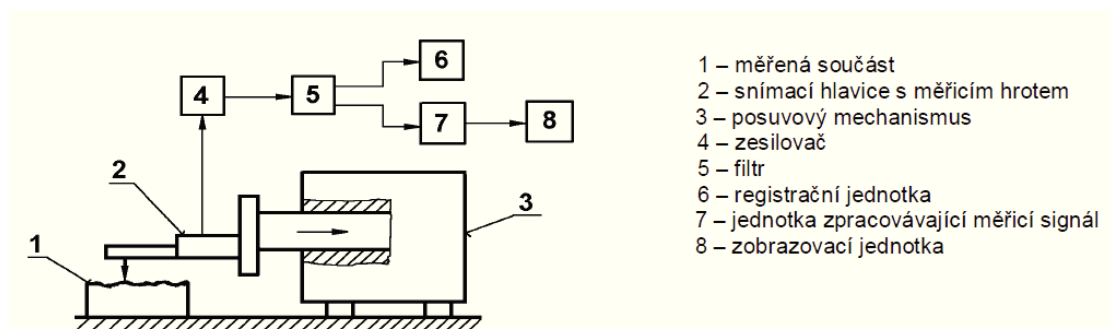 6
4
5
7
8
2
3
1
1 – měřená součást
2 – snímací hlavice s měřicím hrotem
3 – posuvový mechanismus
4 – zesilovač
5 – filtr
6 – registrační jednotka
7 – jednotka zpracovávající měřicí signál
8 – zobrazovací jednotka